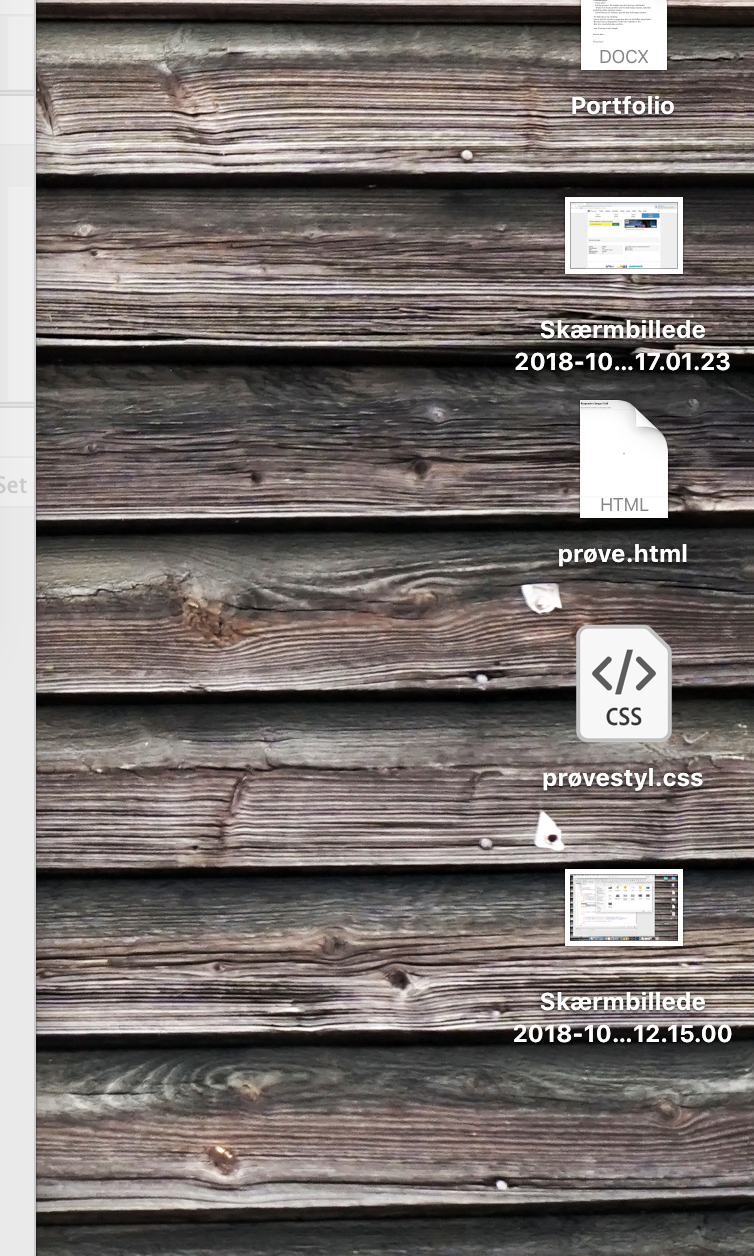 DOCX
Portfolio
Skærmbillede
2018-10...17.01.23
HTML
prøve.html
Set
</>
CSS
prøvestyl.css
Skærmbillede
2018-10...12.15.00